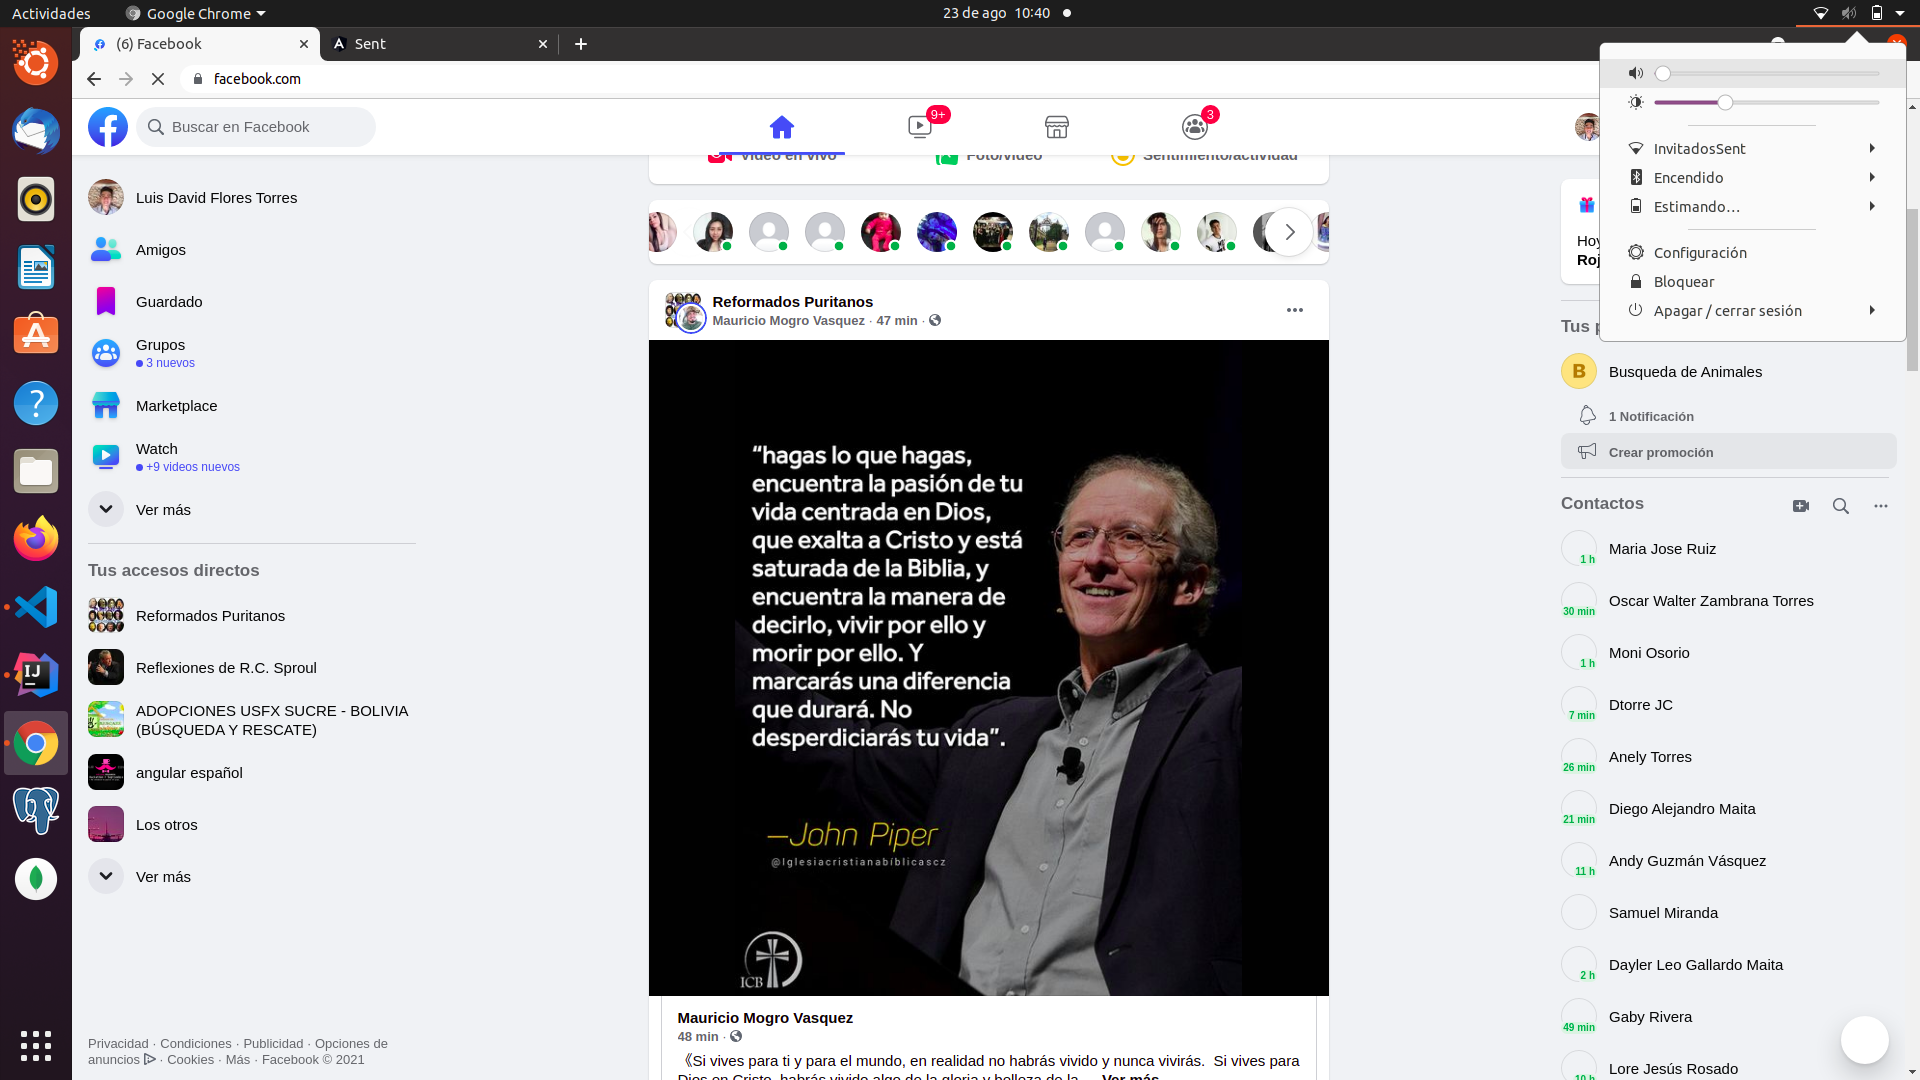 Actividades
Google Chrome
23 de ago 10:40
(6) Facebook
Sent
facebook.com
Buscar en Facebook
9+
3
InvitadosSent
Encendido
Estimando…
Configuración
Bloquear
Apagar / cerrar sesión
Luis David Flores Torres
Amigos
Guardado
Grupos
3 nuevos
Marketplace
Watch
+9 videos nuevos
Ver más
Tus accesos directos
Reformados Puritanos
Reflexiones de R.C. Sproul
ADOPCIONES USFX SUCRE - BOLIVIA
(BÚSQUEDA Y RESCATE)
angular español
Los otros
Ver más
Privacidad · Condiciones · Publicidad · Opciones de
anuncios · Cookies · Más · Facebook © 2021
Video en vivo
Foto/video
Sentimiento/actividad
Reformados Puritanos
Mauricio Mogro Vasquez · 47 min ·
“hagas lo que hagas,
encuentra la pasión de tu
vida centrada en Dios,
que exalta a Cristo y está
saturada de la Biblia, y
encuentra la manera de
decirlo, vivir por ello y
morir por ello. Y
marcarás una diferencia
que durará. No
desperdiciarás tu vida”.
—John Piper
@Iglesiacristianabíblicascz
ICB
Mauricio Mogro Vasquez
48 min ·
《Si vives para ti y para el mundo, en realidad no habrás vivido y nunca vivirás. Si vives para
Dios en Cristo, habrás vivido algo de la gloria y belleza de la ... Ver más
Hoy
Roj
Tus p
B
Busqueda de Animales
1 Notificación
Crear promoción
Contactos
Maria Jose Ruiz
1 h
Oscar Walter Zambrana Torres
30 min
Moni Osorio
1 h
Dtorre JC
7 min
Anely Torres
26 min
Diego Alejandro Maita
21 min
Andy Guzmán Vásquez
11 h
Samuel Miranda
Dayler Leo Gallardo Maita
2 h
Gaby Rivera
49 min
Lore Jesús Rosado
10 h